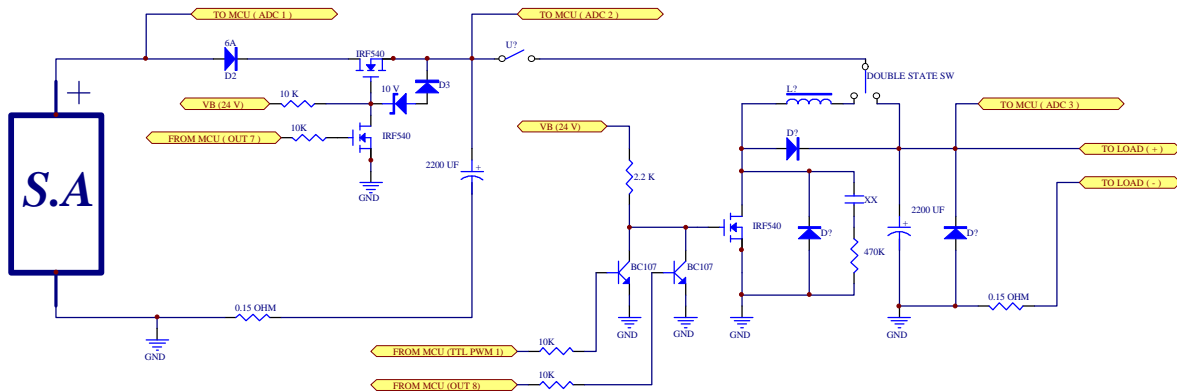 TO MCU ( ADC 1 )
TO MCU ( ADC 2 )
6A
D2
IRF540
U?
DOUBLE STATE SW
10 V
D3
L?
VB (24 V)
10 K
TO MCU ( ADC 3 )
FROM MCU ( OUT 7 )
10K
IRF540
VB (24 V)
D?
TO LOAD ( + )
2200 UF
+
GND
2.2 K
TO LOAD ( - )
S.A
XX
2200 UF
+
IRF540
D?
D?
470K
BC107
BC107
0.15 OHM
0.15 OHM
GND
GND
GND
GND
GND
FROM MCU (TTL PWM 1)
10K
FROM MCU (OUT 8)
10K